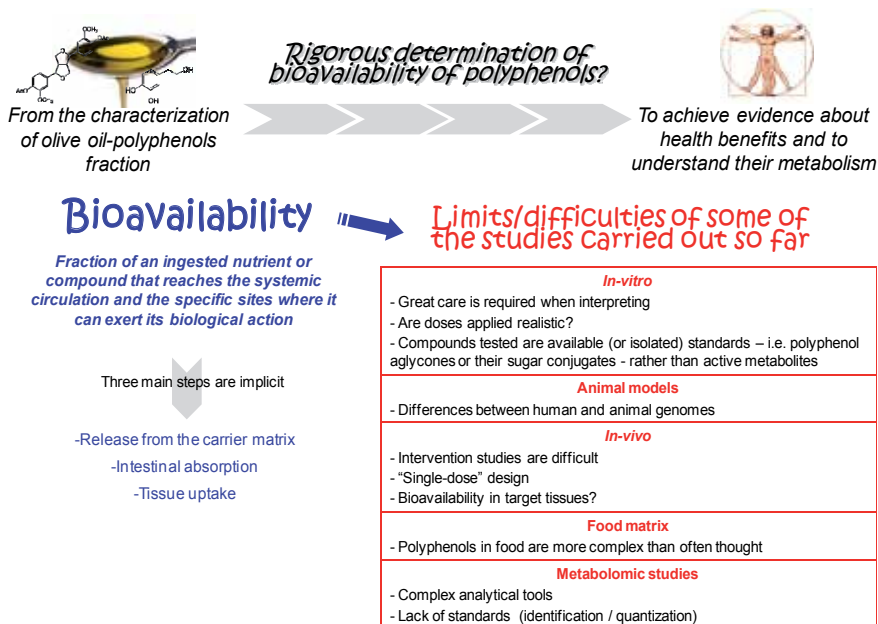 Rigorous determination of
bioavailability of polyphenols?
From the characterization
of olive oil-polyphenols
fraction
To achieve evidence about
health benefits and to
understand their metabolism
Bioavailability
Fraction of an ingested nutrient or
compound that reaches the systemic
circulation and the specific sites where it
can exert its biological action
Three main steps are implicit
-Release from the carrier matrix
-Intestinal absorption
-Tissue uptake
Limits/difficulties of some of
the studies carried out so far
In-vitro
- Great care is required when interpreting
- Are doses applied realistic?
- Compounds tested are available (or isolated) standards – i.e. polyphenol
aglycones or their sugar conjugates - rather than active metabolites
Animal models
- Differences between human and animal genomes
In-vivo
- Intervention studies are difficult
- “Single-dose” design
- Bioavailability in target tissues?
Food matrix
- Polyphenols in food are more complex than often thought
Metabolomic studies
- Complex analytical tools
- Lack of standards (identification / quantization)